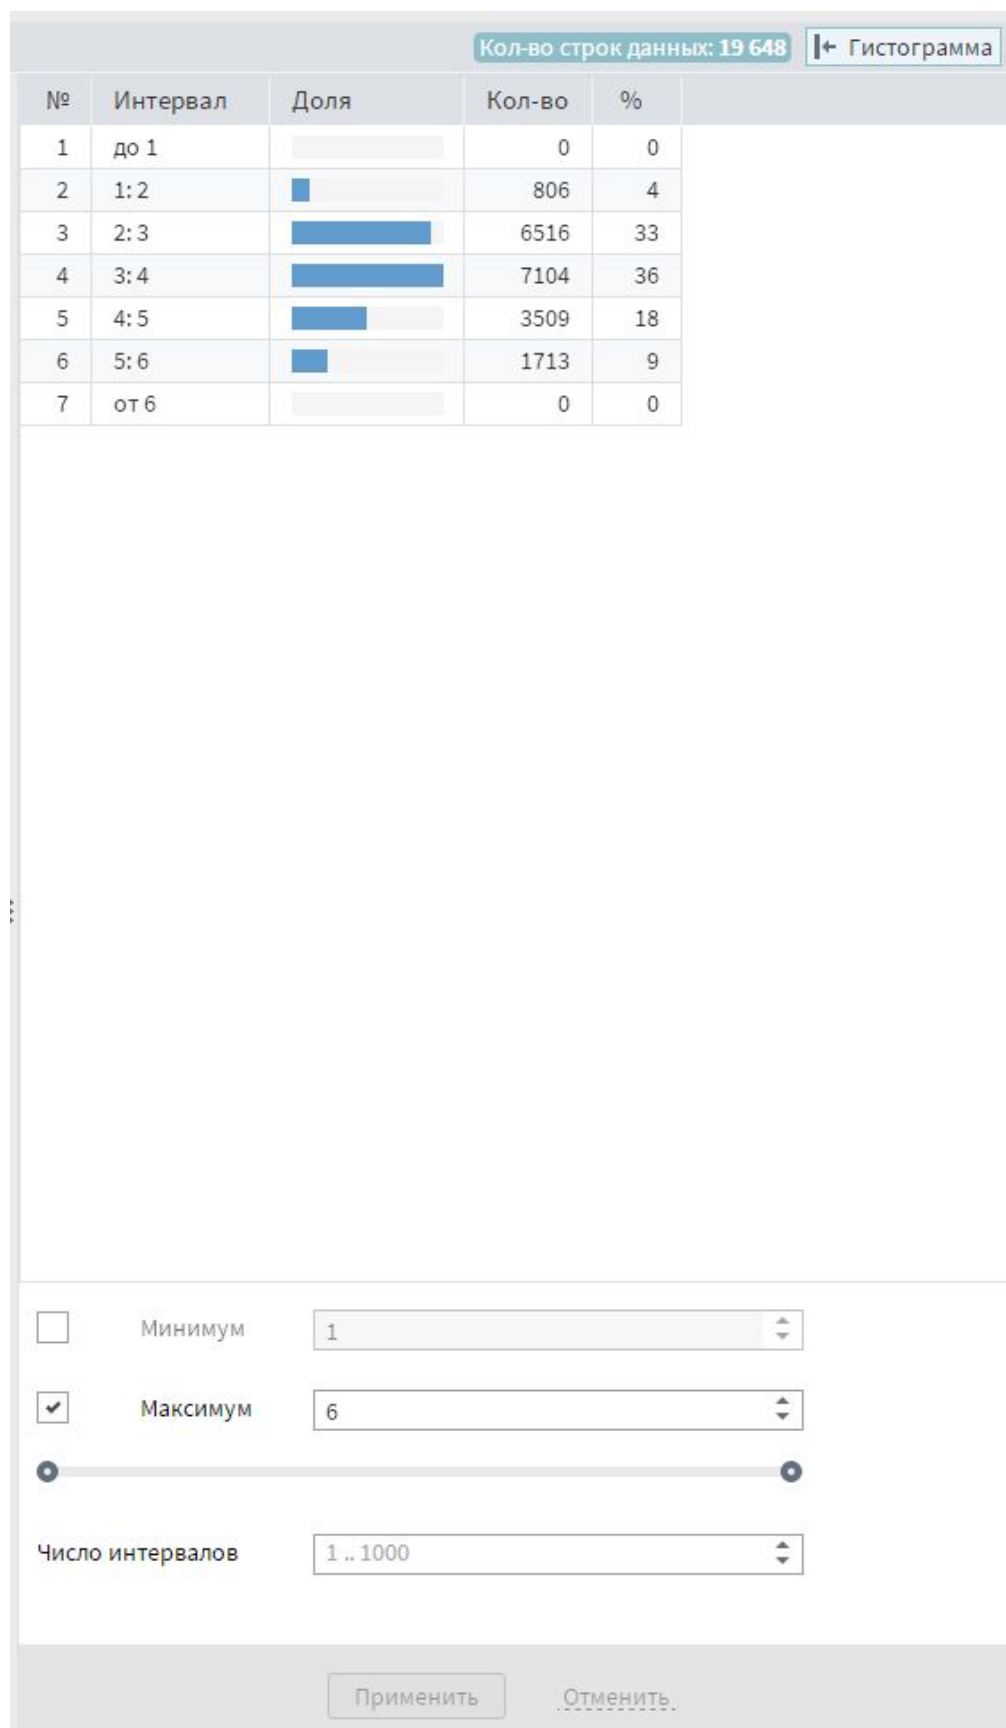 Кол-во строк данных: 19 648 Гистограмма
№ Интервал Доля Кол-во %
1 до 1 0 0
2 1: 2 806 4
3 2: 3 6516 33
4 3: 4 7104 36
5 4: 5 3509 18
6 5: 6 1713 9
7 от 6 0 0
Минимум 1
Максимум 6
Число интервалов 1 .. 1000
Применить Отменить